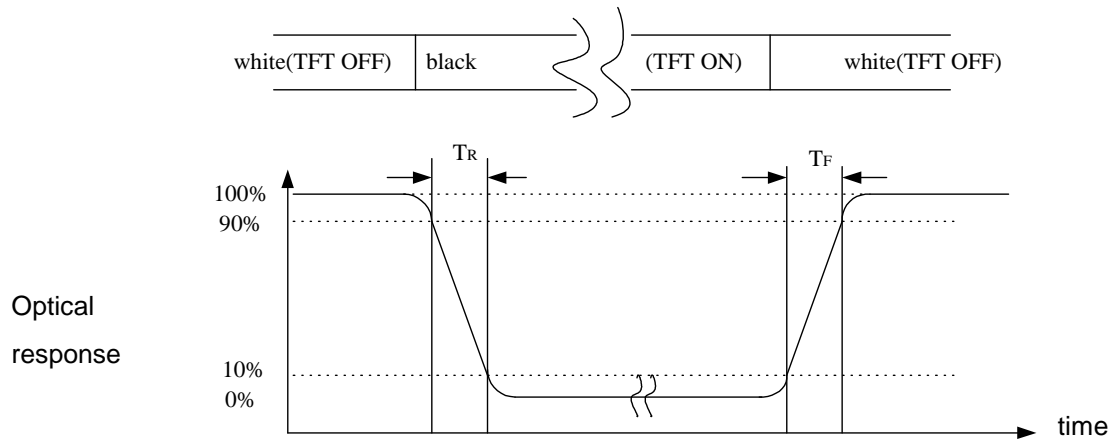 white(TFT OFF) black (TFT ON) white(TFT OFF)
TR TF
100%
90%
Optical
response
10%
0%
time